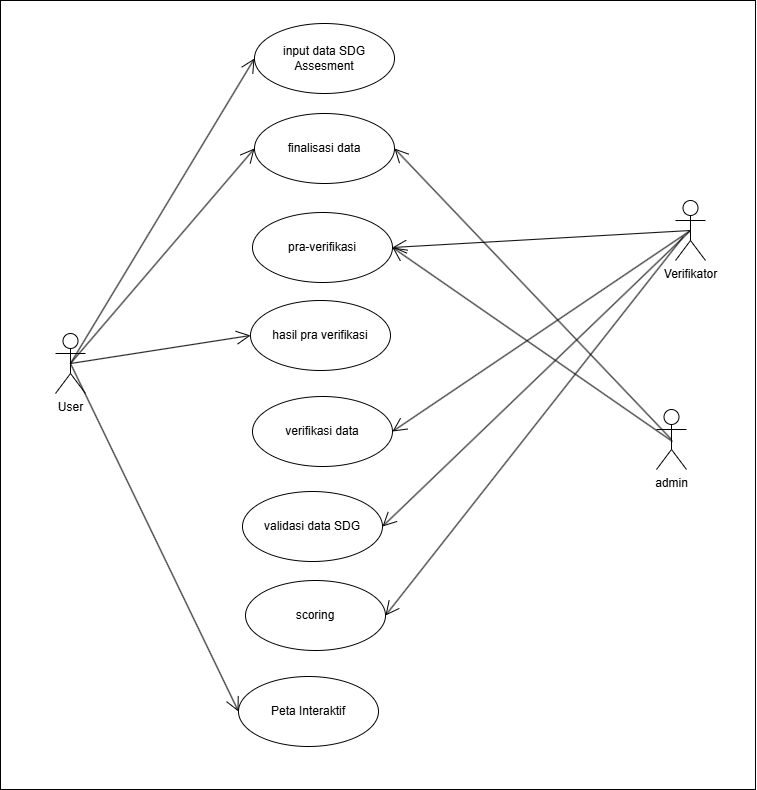 input data SDG
Assesment
finalisasi data
pra-verifikasi
Verifikator
hasil pra verifikasi
User
verifikasi data
admin
validasi data SDG
scoring
Peta Interaktif